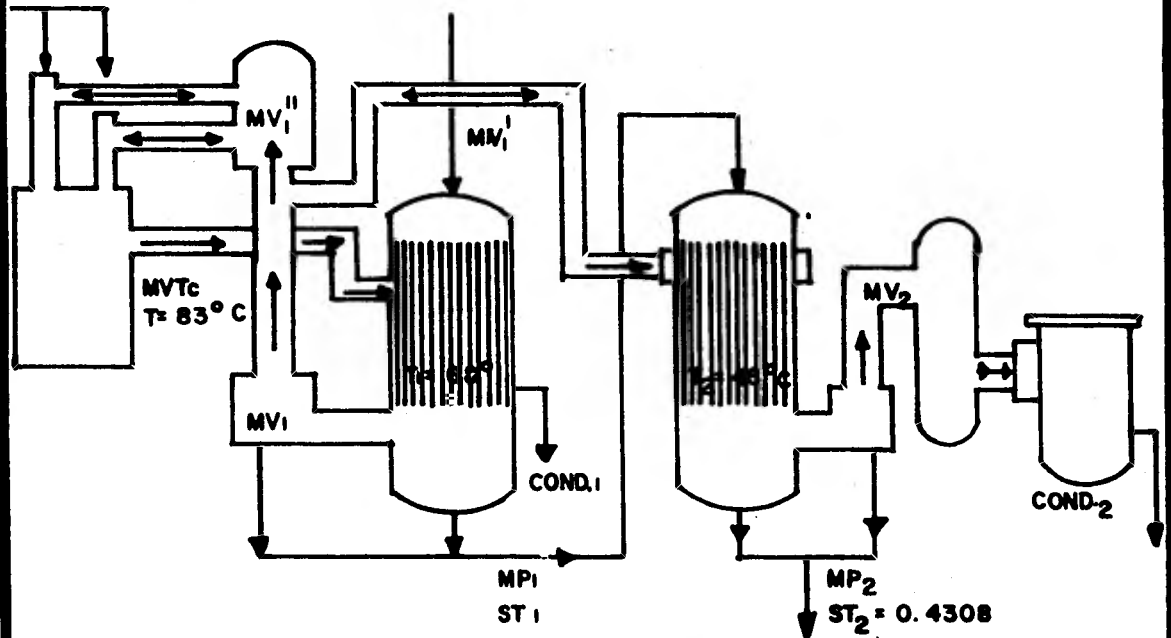 MV₁''
MV₁'
MVTc
T= 83° C
MV₁
MV₂
COND.1
COND-2
MP₁
ST₁
MP₂
ST₂ = 0.4308